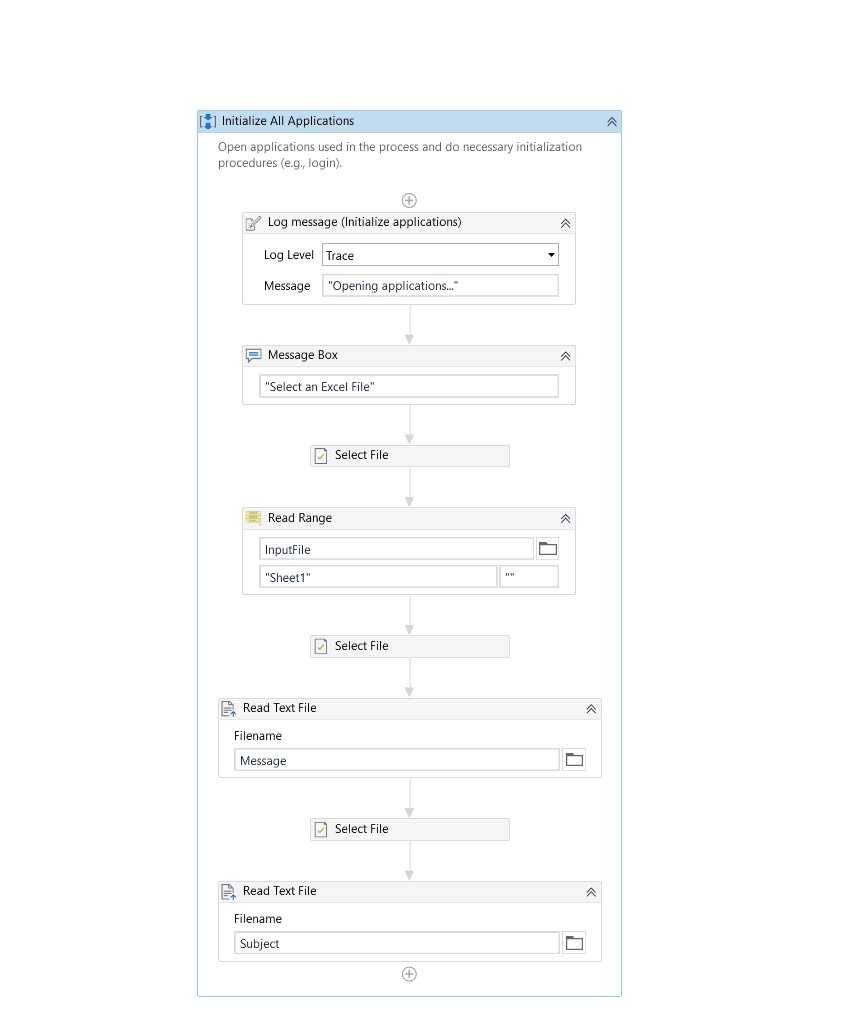 Initialize All Applications
Open applications used in the process and do necessary initialization
procedures (e.g., login).
Log message (Initialize applications)
Log Level Trace
Message "Opening applications..."
Message Box
"Select an Excel File"
Select File
Read Range
InputFile
"Sheet1" ""
Select File
Read Text File
Filename
Message
Select File
Read Text File
Filename
Subject